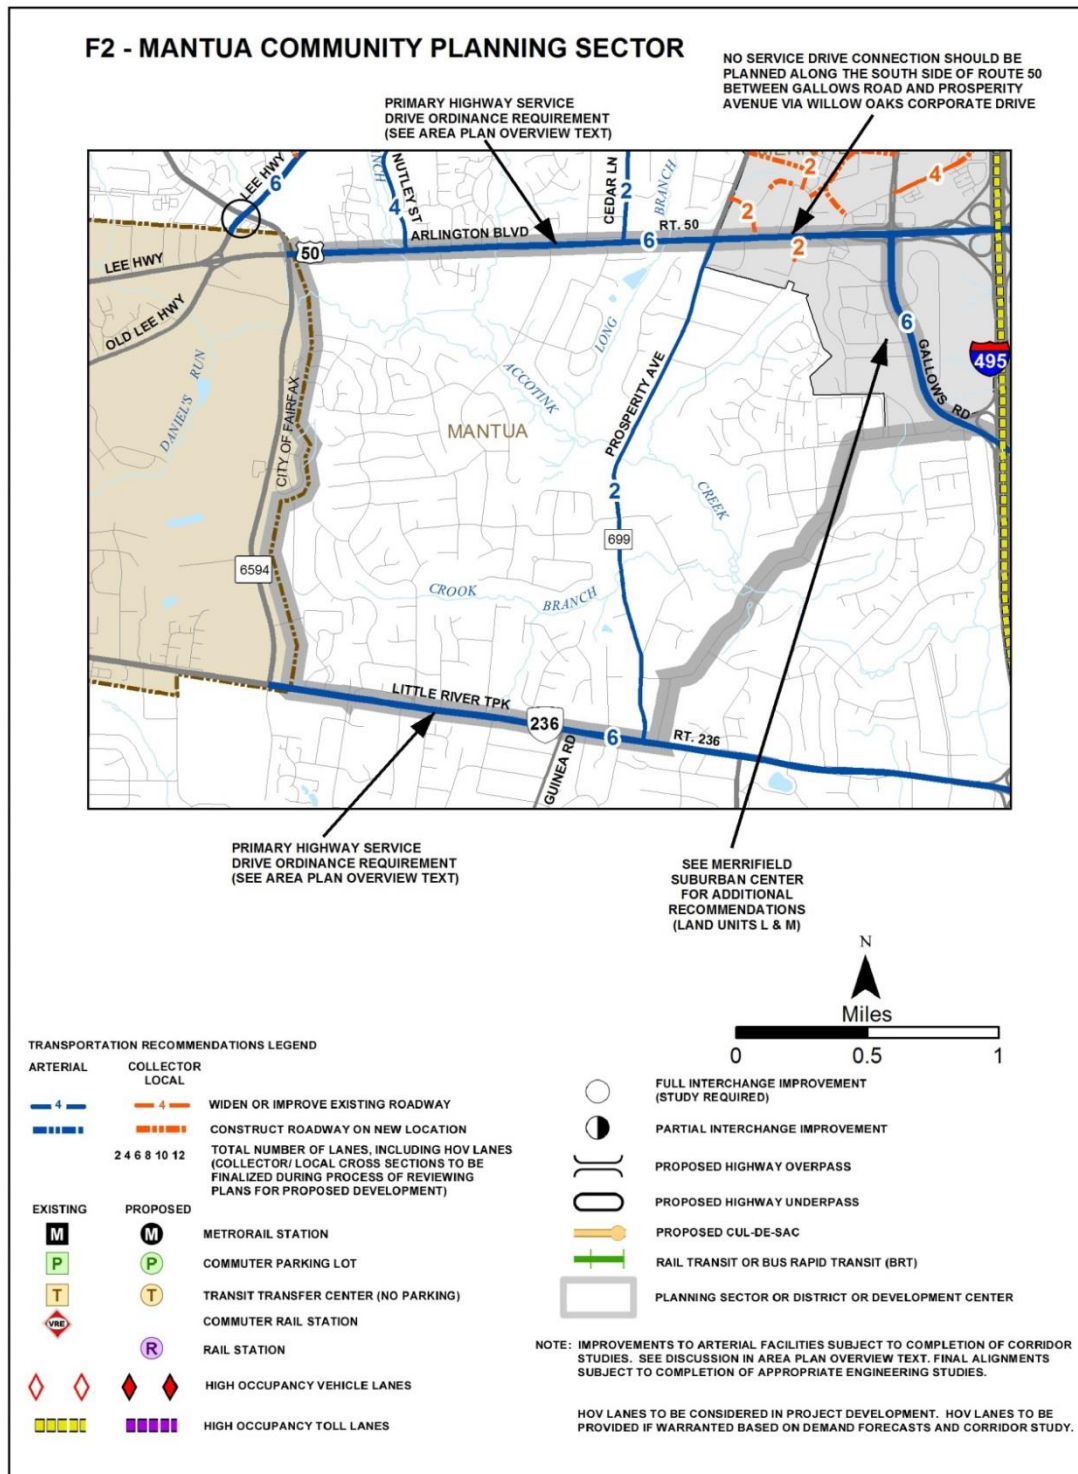 F2 - MANTUA COMMUNITY PLANNING SECTOR
NO SERVICE DRIVE CONNECTION SHOULD BE
PLANNED ALONG THE SOUTH SIDE OF ROUTE 50
BETWEEN GALLOWS ROAD AND PROSPERITY
AVENUE VIA WILLOW OAKS CORPORATE DRIVE
PRIMARY HIGHWAY SERVICE
DRIVE ORDINANCE REQUIREMENT
(SEE AREA PLAN OVERVIEW TEXT)
LEE HWY
6
NUTLEY ST
4
CEDAR LN
2
BRANCH
2
2
4
2
RT. 50
ARLINGTON BLVD
6
50
LEE HWY
OLD LEE HWY
DANIEL'S RUN
CITY OF FAIRFAX
6594
LONG
ACCOTINK
MANTUA
PROSPERITY AVE
2
699
CREEK
CROOK
BRANCH
6
GALLOWS RD
495
LITTLE RIVER TPK
236
6
RT. 236
GUINEA RD
PRIMARY HIGHWAY SERVICE
DRIVE ORDINANCE REQUIREMENT
(SEE AREA PLAN OVERVIEW TEXT)
SEE MERRIFIELD
SUBURBAN CENTER
FOR ADDITIONAL
RECOMMENDATIONS
(LAND UNITS L & M)
N
Miles
0 0.5 1
TRANSPORTATION RECOMMENDATIONS LEGEND
ARTERIAL
COLLECTOR
LOCAL
4 4 WIDEN OR IMPROVE EXISTING ROADWAY
CONSTRUCT ROADWAY ON NEW LOCATION
2 4 6 8 10 12 TOTAL NUMBER OF LANES, INCLUDING HOV LANES
(COLLECTOR/ LOCAL CROSS SECTIONS TO BE
FINALIZED DURING PROCESS OF REVIEWING
PLANS FOR PROPOSED DEVELOPMENT)
EXISTING PROPOSED
M M METRORAIL STATION
P P COMMUTER PARKING LOT
T T TRANSIT TRANSFER CENTER (NO PARKING)
VRE COMMUTER RAIL STATION
R RAIL STATION
HIGH OCCUPANCY VEHICLE LANES
HIGH OCCUPANCY TOLL LANES
FULL INTERCHANGE IMPROVEMENT
(STUDY REQUIRED)
PARTIAL INTERCHANGE IMPROVEMENT
PROPOSED HIGHWAY OVERPASS
PROPOSED HIGHWAY UNDERPASS
PROPOSED CUL-DE-SAC
RAIL TRANSIT OR BUS RAPID TRANSIT (BRT)
PLANNING SECTOR OR DISTRICT OR DEVELOPMENT CENTER
NOTE: IMPROVEMENTS TO ARTERIAL FACILITIES SUBJECT TO COMPLETION OF CORRIDOR
STUDIES. SEE DISCUSSION IN AREA PLAN OVERVIEW TEXT. FINAL ALIGNMENTS
SUBJECT TO COMPLETION OF APPROPRIATE ENGINEERING STUDIES.
HOV LANES TO BE CONSIDERED IN PROJECT DEVELOPMENT. HOV LANES TO BE
PROVIDED IF WARRANTED BASED ON DEMAND FORECASTS AND CORRIDOR STUDY.